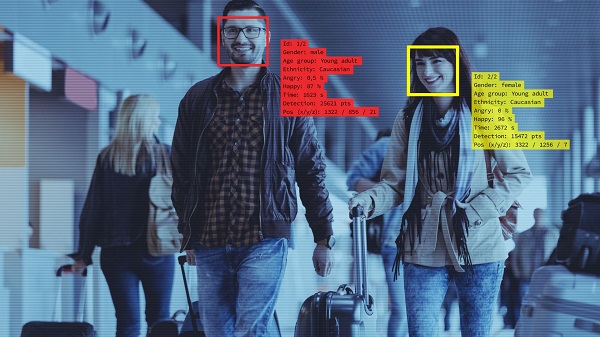 Id: 1/2
Gender: male
Age group: Young adult
Ethnicity: Caucasian
Angry: 0,5 %
Happy: 87 %
Time: 1623 s
Detection: 25621 pts
Pos (x/y/z): 1322 / 856 / 21
Id: 2/2
Gender: female
Age group: Young adult
Ethnicity: Caucasian
Angry: 0 %
Happy: 96 %
Time: 2672 s
Detection: 15472 pts
Pos (x/y/z): 3322 / 1256 / 7